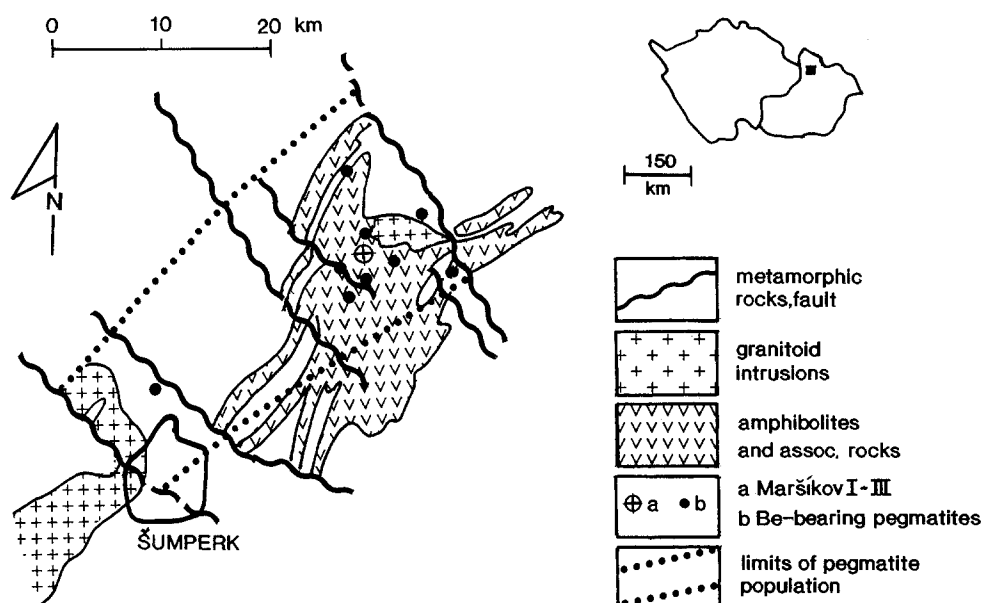 0 10 20 km
N
ŠUMPERK
150
km
metamorphic
rocks,fault
granitoid
intrusions
amphibolites
and assoc. rocks
a b
a Maršíkov I-III
b Be-bearing pegmatites
limits of pegmatite
population